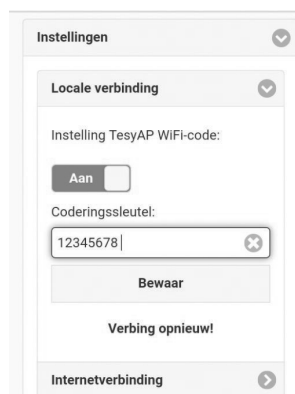 Instellingen
Locale verbinding
Instelling TesyAP WiFi-code:
Aan
Coderingssleutel:
12345678
Bewaar
Verbing opnieuw!
Internetverbinding